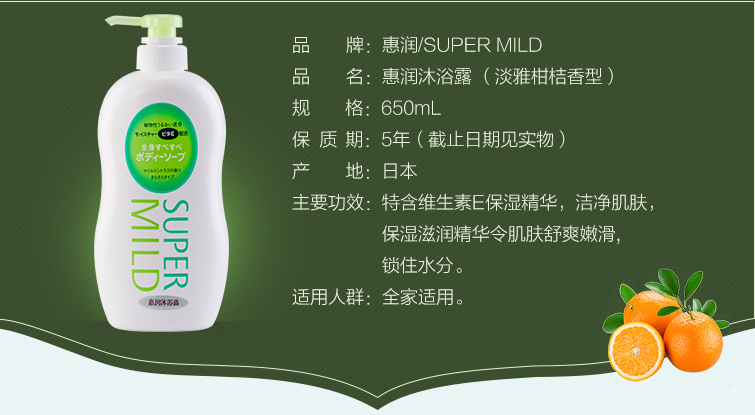 品 牌：惠润/SUPER MILD
品 名：惠润沐浴露（淡雅柑桔香型）
规 格：650mL
保 质 期：5年（截止日期见实物）
产 地：日本
主要功效：特含维生素E保湿精华，洁净肌肤，
保湿滋润精华令肌肤舒爽嫩滑，
锁住水分。
适用人群：全家适用。
植物性うるおい成分
モイスチャー ビタE 配合
全身すべすべ
ボディーソープ
マイルドシトラスの香り
さらさらタイプ
SUPER
MILD
惠润沐浴露